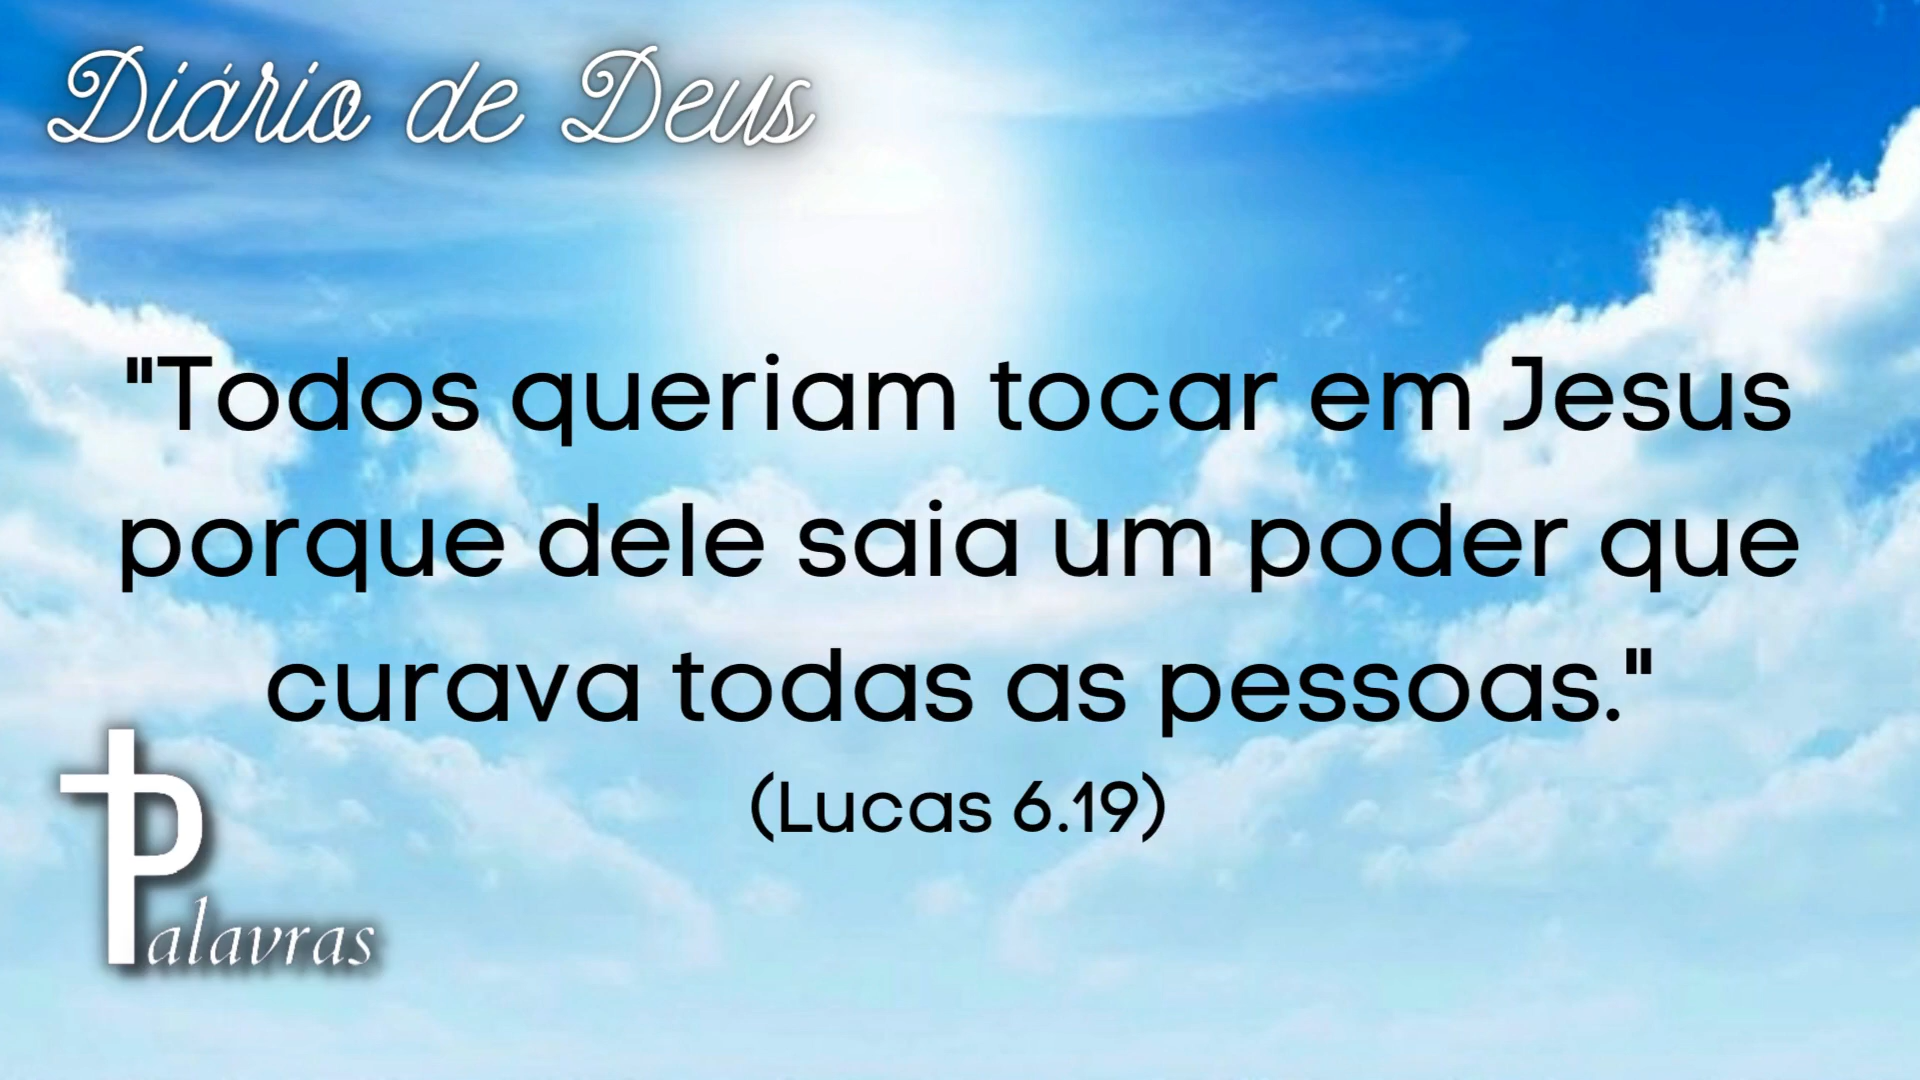 Diário de Deus
"Todos queriam tocar em Jesus
porque dele saia um poder que
curava todas as pessoas."
(Lucas 6.19)
Palavras